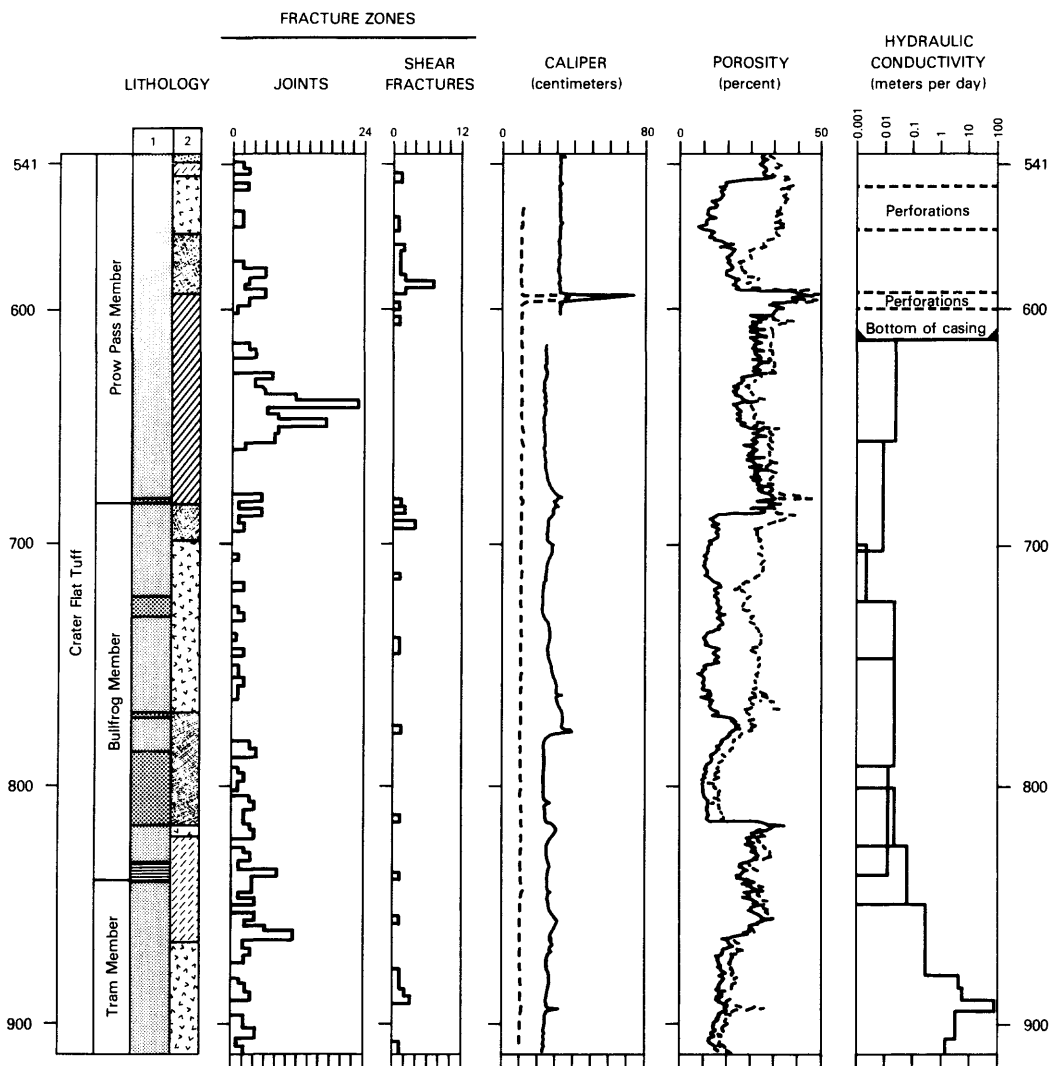 FRACTURE ZONES
LITHOLOGY
JOINTS
SHEAR
FRACTURES
CALIPER
(centimeters)
POROSITY
(percent)
HYDRAULIC
CONDUCTIVITY
(meters per day)
1
2
0
24
0
12
0
80
0
50
0.001
0.01
0.1
1
10
100
541
600
700
800
900
Crater Flat Tuff
Prow Pass Member
Bullfrog Member
Tram Member
Perforations
Perforations
Bottom of casing
541
600
700
800
900